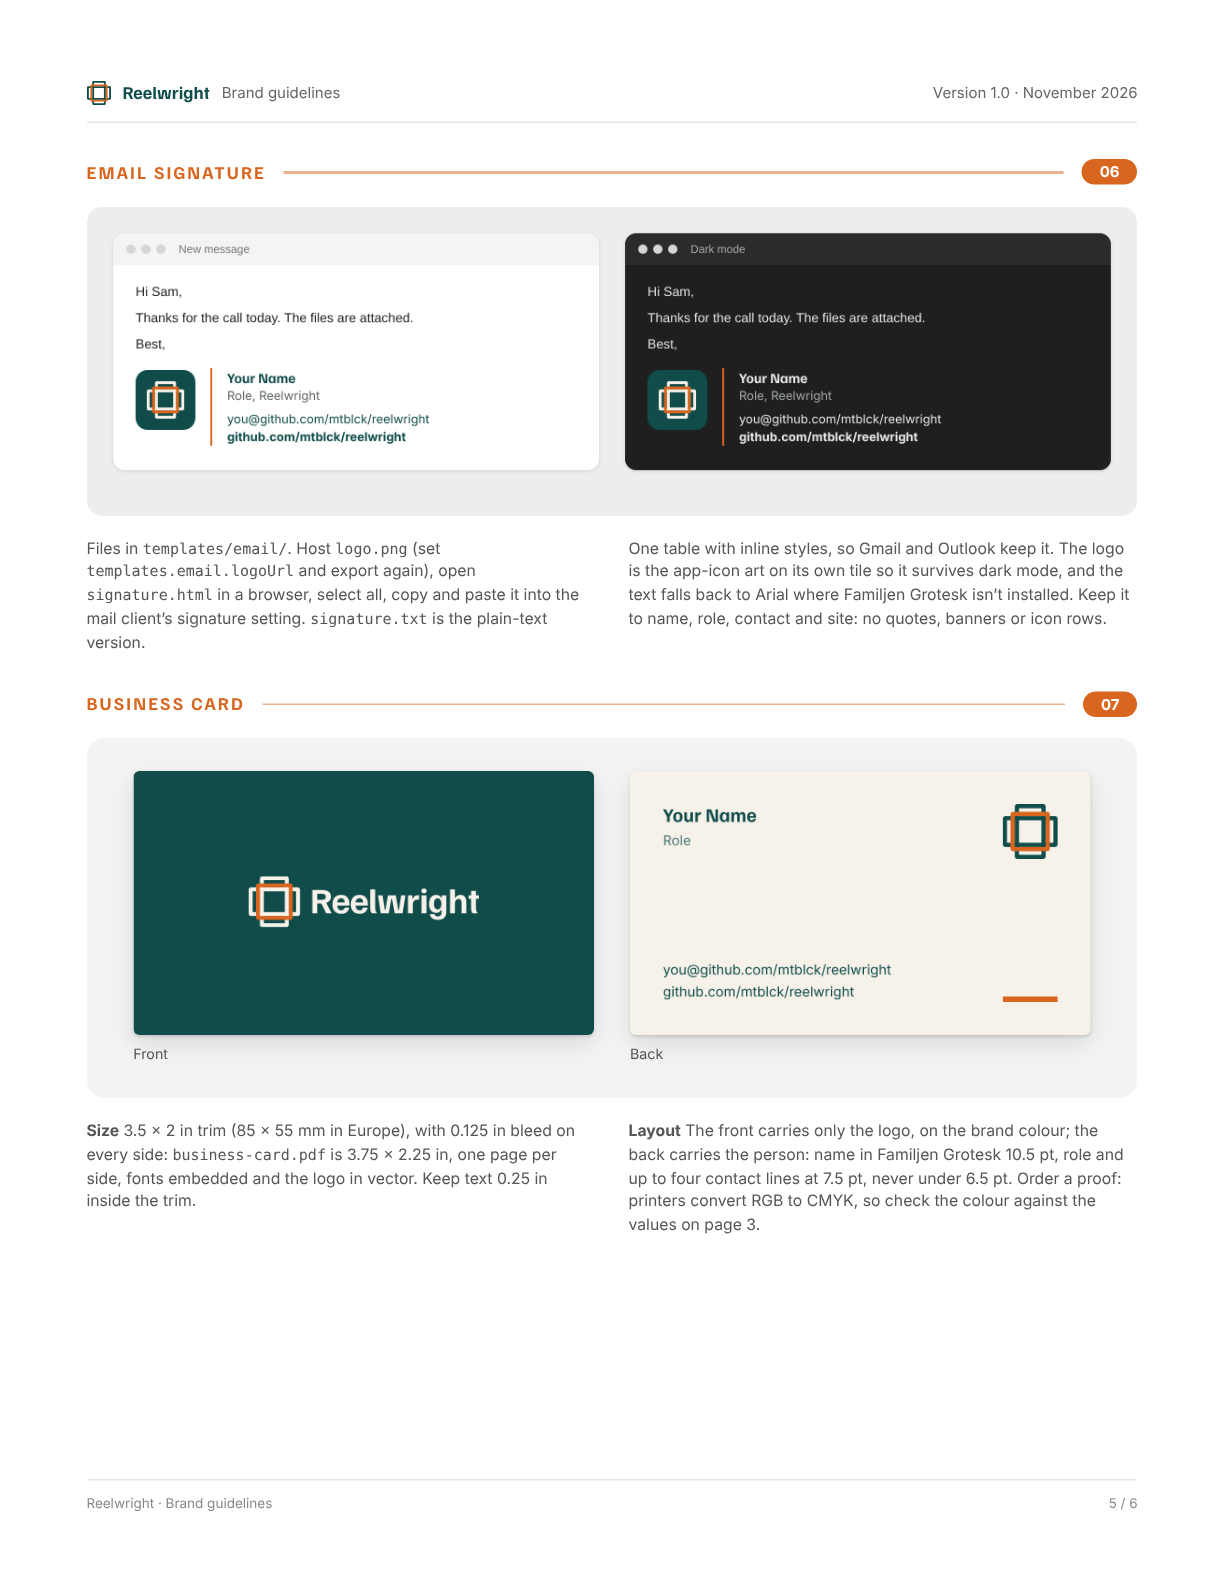 Reelwright Brand guidelines
Version 1.0 · November 2026
EMAIL SIGNATURE
06
New message
Hi Sam,
Thanks for the call today. The files are attached.
Best,
Your Name
Role, Reelwright
you@github.com/mtblck/reelwright
github.com/mtblck/reelwright
Dark mode
Hi Sam,
Thanks for the call today. The files are attached.
Best,
Your Name
Role, Reelwright
you@github.com/mtblck/reelwright
github.com/mtblck/reelwright
Files in templates/email/. Host logo.png (set
templates.email.logoUrl and export again), open
signature.html in a browser, select all, copy and paste it into the
mail client’s signature setting. signature.txt is the plain-text
version.
One table with inline styles, so Gmail and Outlook keep it. The logo
is the app-icon art on its own tile so it survives dark mode, and the
text falls back to Arial where Familjen Grotesk isn’t installed. Keep it
to name, role, contact and site: no quotes, banners or icon rows.
BUSINESS CARD
07
Reelwright
Front
Your Name
Role
you@github.com/mtblck/reelwright
github.com/mtblck/reelwright
Back
Size 3.5 × 2 in trim (85 × 55 mm in Europe), with 0.125 in bleed on
every side: business-card.pdf is 3.75 × 2.25 in, one page per
side, fonts embedded and the logo in vector. Keep text 0.25 in
inside the trim.
Layout The front carries only the logo, on the brand colour; the
back carries the person: name in Familjen Grotesk 10.5 pt, role and
up to four contact lines at 7.5 pt, never under 6.5 pt. Order a proof:
printers convert RGB to CMYK, so check the colour against the
values on page 3.
Reelwright · Brand guidelines
5 / 6